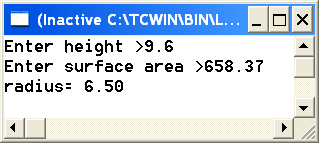 (Inactive C:\TCWIN\BIN\L...
Enter height >9.6
Enter surface area >658.37
radius= 6.50